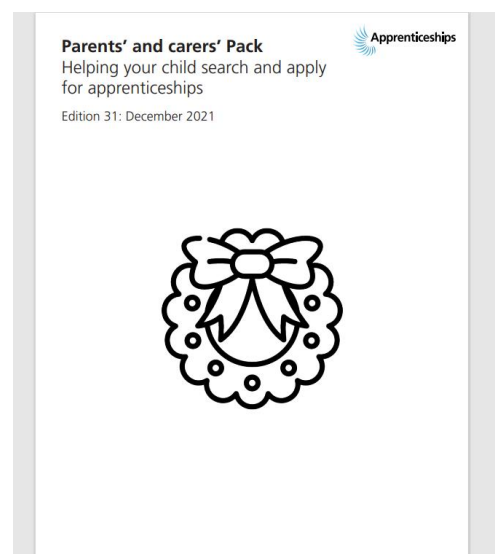 Parents’ and carers’ Pack
Helping your child search and apply
for apprenticeships
Edition 31: December 2021
Apprenticeships